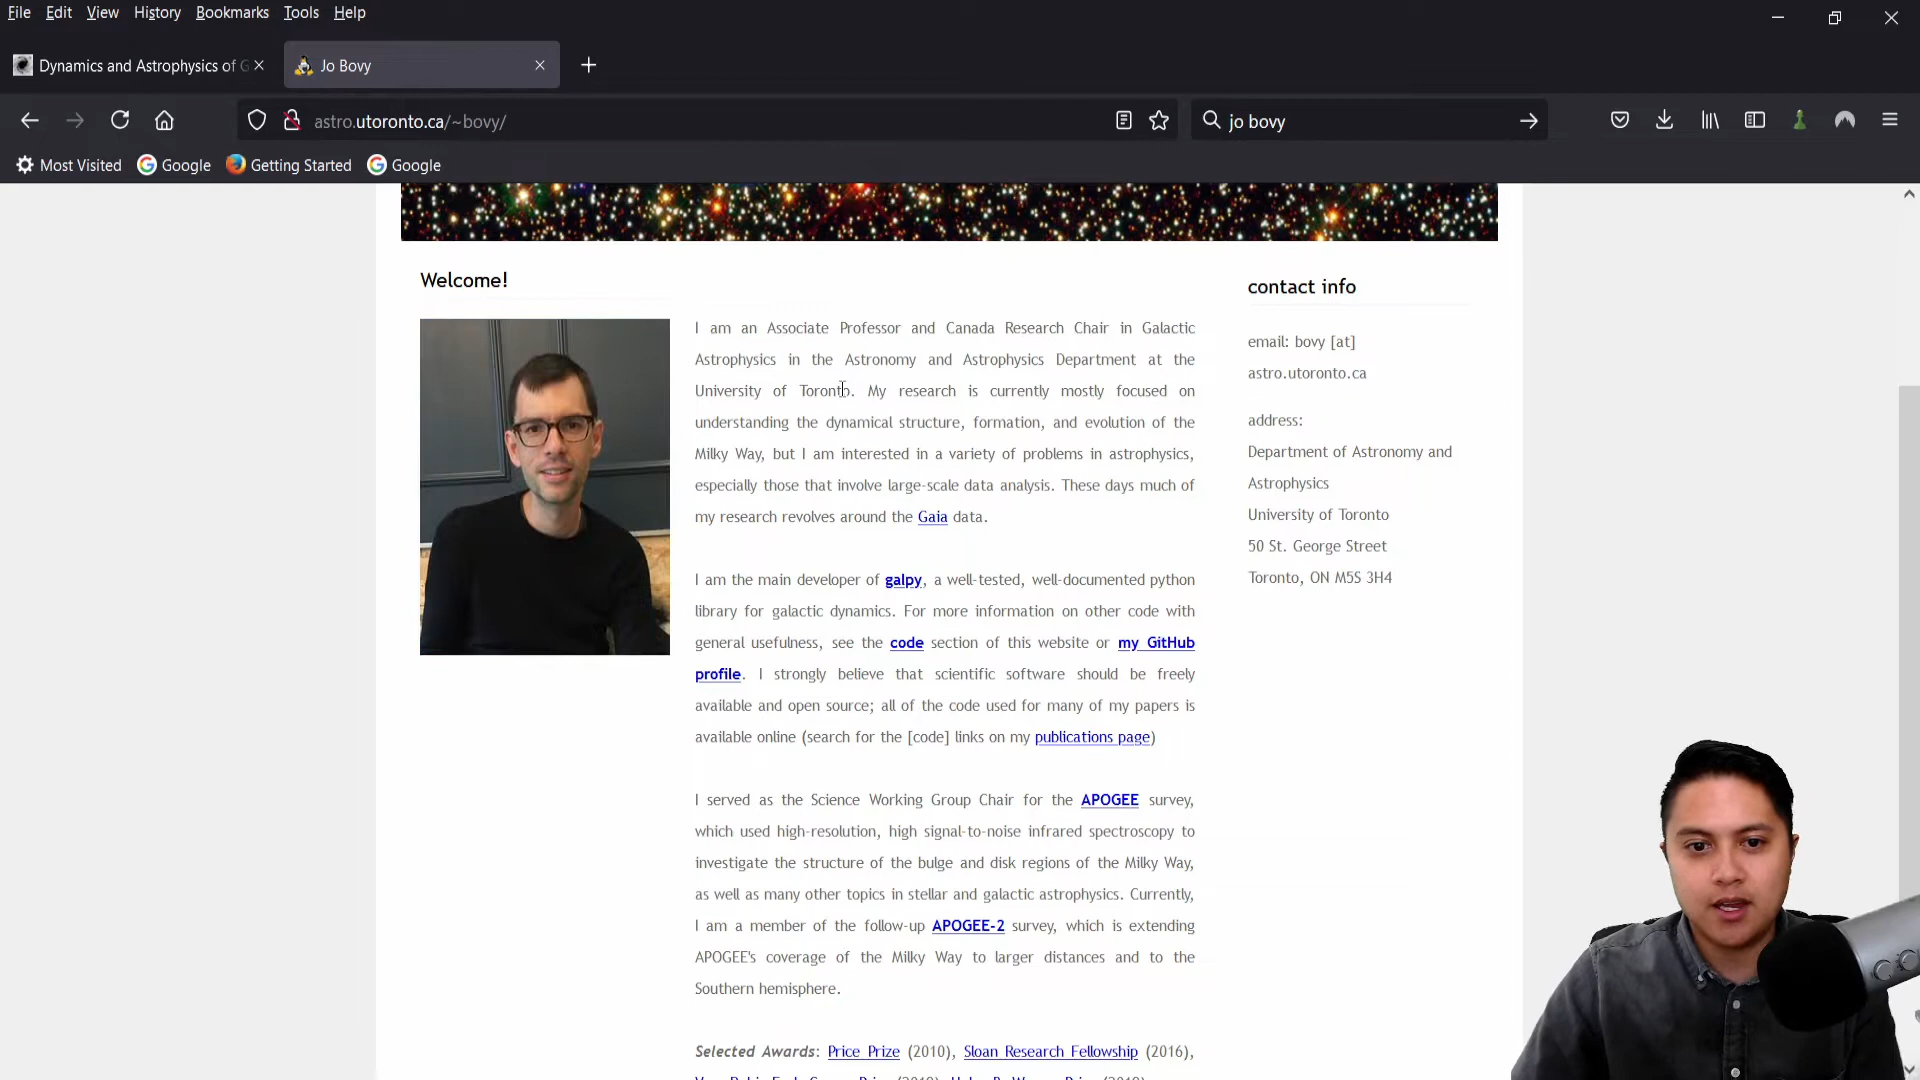 File Edit View History Bookmarks Tools Help
Dynamics and Astrophysics of G
Jo Bovy
astro.utoronto.ca/~bovy/
jo bovy
Most Visited Google Getting Started Google
Welcome!
I am an Associate Professor and Canada Research Chair in Galactic
Astrophysics in the Astronomy and Astrophysics Department at the
University of Toronto. My research is currently mostly focused on
understanding the dynamical structure, formation, and evolution of the
Milky Way, but I am interested in a variety of problems in astrophysics,
especially those that involve large-scale data analysis. These days much of
my research revolves around the Gaia data.
I am the main developer of galpy, a well-tested, well-documented python
library for galactic dynamics. For more information on other code with
general usefulness, see the code section of this website or my GitHub
profile. I strongly believe that scientific software should be freely
available and open source; all of the code used for many of my papers is
available online (search for the [code] links on my publications page)
I served as the Science Working Group Chair for the APOGEE survey,
which used high-resolution, high signal-to-noise infrared spectroscopy to
investigate the structure of the bulge and disk regions of the Milky Way,
as well as many other topics in stellar and galactic astrophysics. Currently,
I am a member of the follow-up APOGEE-2 survey, which is extending
APOGEE's coverage of the Milky Way to larger distances and to the
Southern hemisphere.
Selected Awards: Price Prize (2010), Sloan Research Fellowship (2016),
contact info
email: bovy [at]
astro.utoronto.ca
address:
Department of Astronomy and
Astrophysics
University of Toronto
50 St. George Street
Toronto, ON M5S 3H4